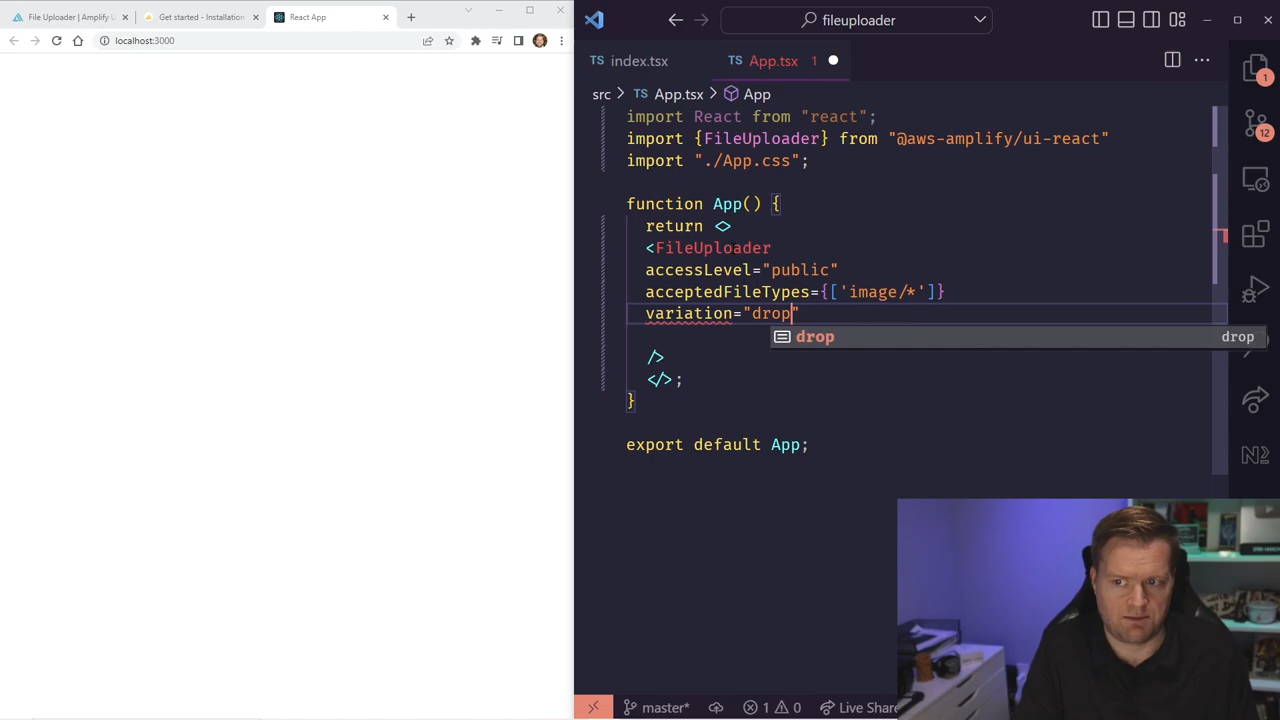 File Uploader (Amplify U
Get started - Installation
React App
localhost:3000
fileuploader
TS index.tsx
TS App.tsx 1
src > TS App.tsx > App
import React from "react";
import {FileUploader} from "@aws-amplify/ui-react"
import "./App.css";
function App() {
return <>
<FileUploader
accessLevel="public"
acceptedFileTypes={['image/*']}
variation="drop"
drop drop
/>
</>;
}
export default App;
1
12
master* 1 0 Live Share